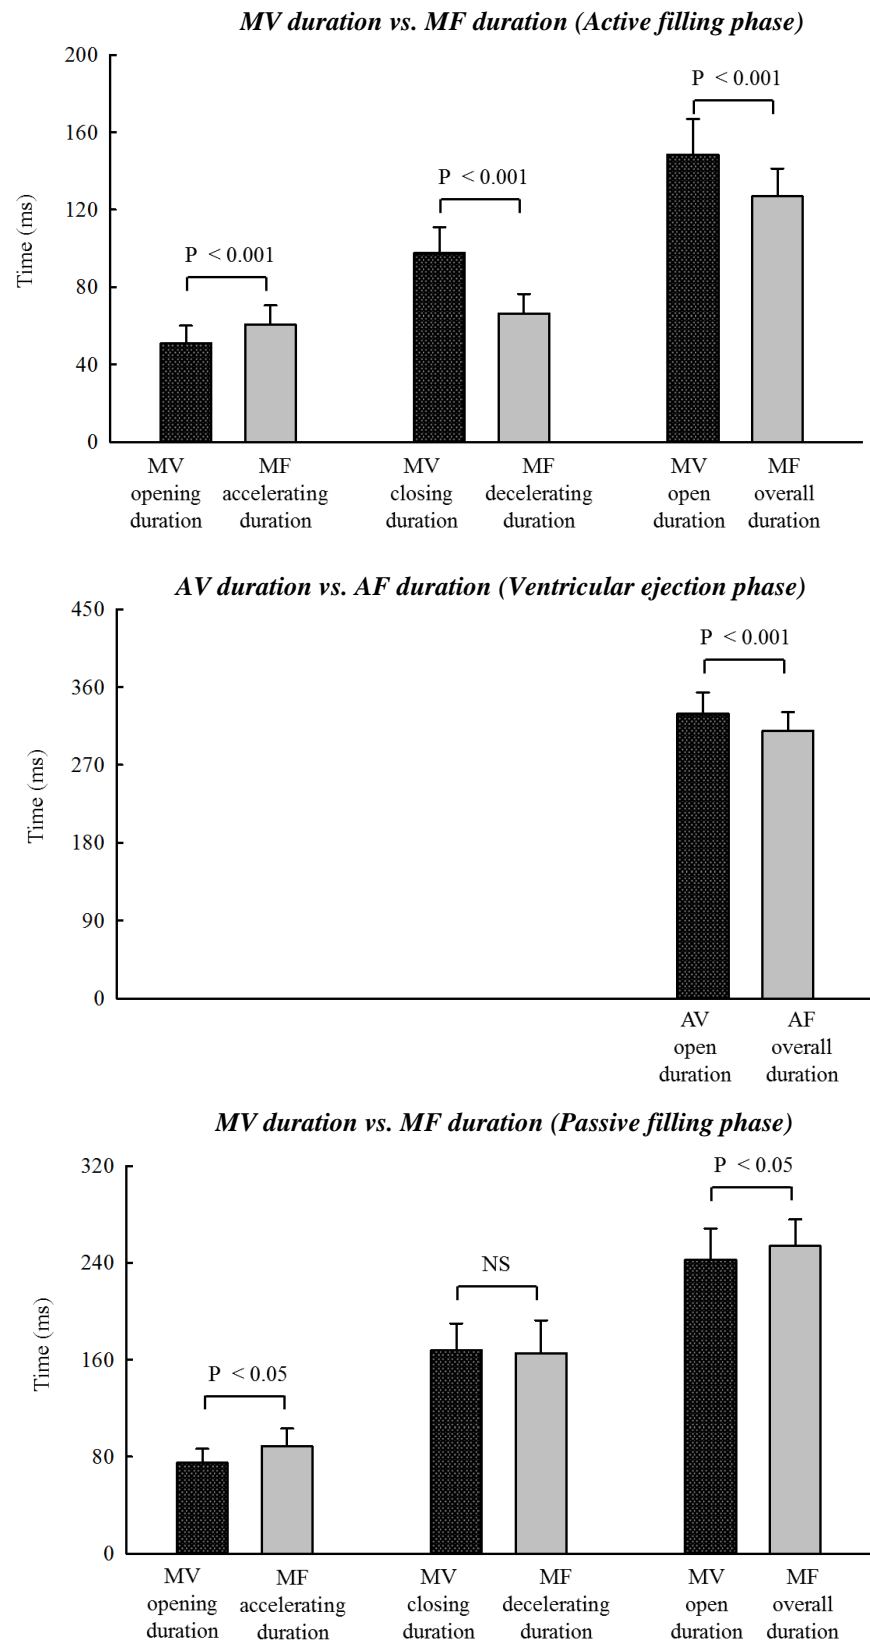 MV duration vs. MF duration (Active filling phase)
200
160
120
80
40
0
Time (ms)
P < 0.001
P < 0.001
P < 0.001
MV opening duration
MF accelerating duration
MV closing duration
MF decelerating duration
MV open duration
MF overall duration
AV duration vs. AF duration (Ventricular ejection phase)
450
360
270
180
90
0
Time (ms)
P < 0.001
AV open duration
AF overall duration
MV duration vs. MF duration (Passive filling phase)
320
240
160
80
0
Time (ms)
P < 0.05
NS
P < 0.05
MV opening duration
MF accelerating duration
MV closing duration
MF decelerating duration
MV open duration
MF overall duration